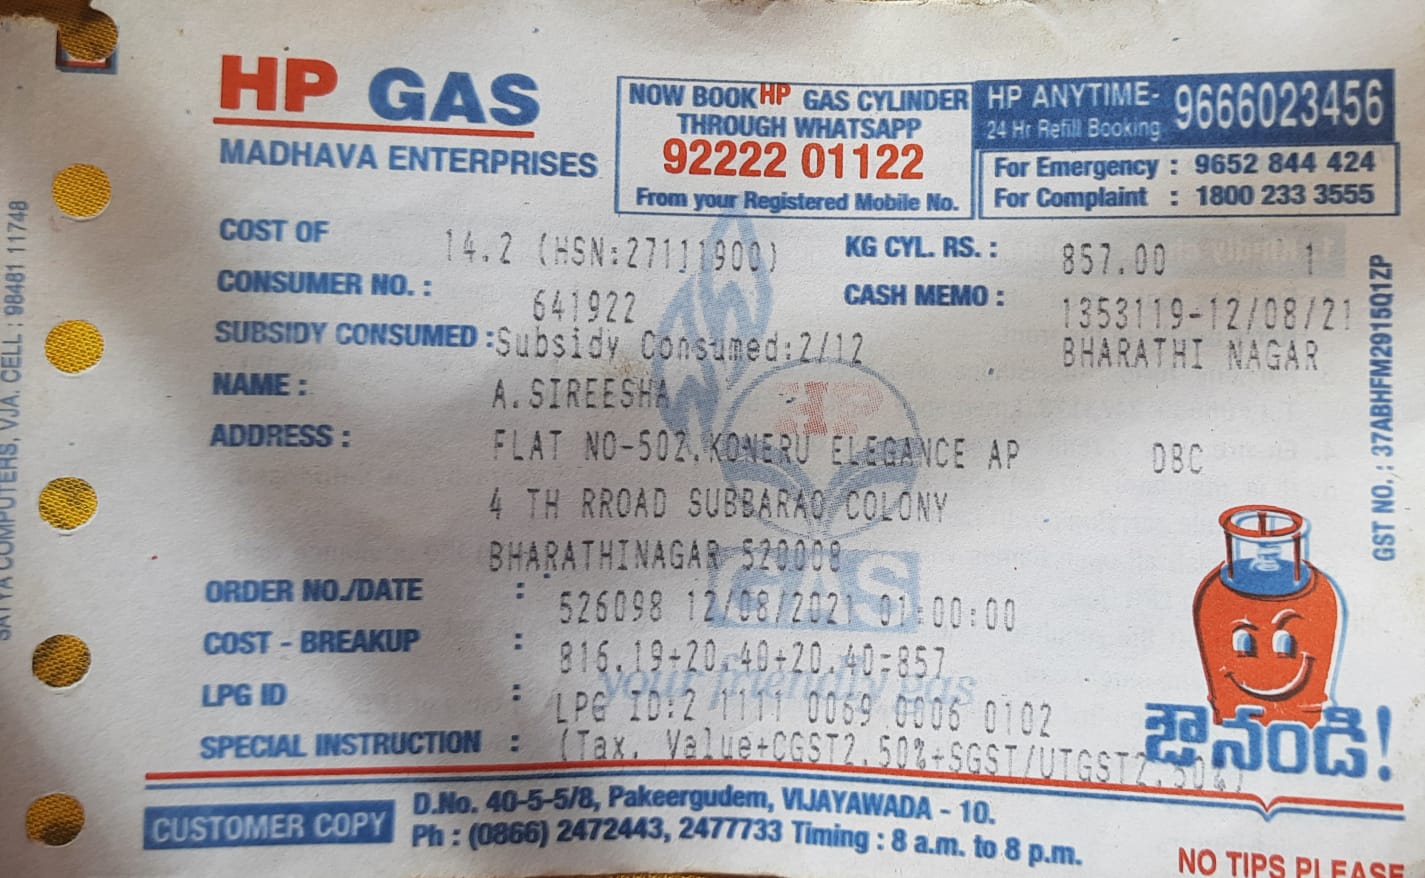 HP GAS
MADHAVA ENTERPRISES
NOW BOOK HP GAS CYLINDER
THROUGH WHATSAPP
92222 01122
From your Registered Mobile No.
HP ANYTIME- 9666023456
24 Hr Refill Booking
For Emergency : 9652 844 424
For Complaint : 1800 233 3555
COST OF 14.2 (HSN:27111900) KG CYL. RS. : 857.00 1
CONSUMER NO. : 641922 CASH MEMO : 1353119-12/08/21
SUBSIDY CONSUMED : Subsidy Consumed:2/12 BHARATHI NAGAR
NAME : A.SIREESHA
ADDRESS : FLAT NO-502,KONERU ELEGANCE AP DBC
4 TH RROAD SUBBARAO COLONY
BHARATHINAGAR 520008
ORDER NO./DATE : 526098 12/08/2021 01:00:00
COST - BREAKUP : 816.19+20.40+20.40=857
LPG ID : LPG ID:2 1111 0069 0006 0102
SPECIAL INSTRUCTION : (Tax. Value+CGST2.50%+SGST/UTGST2.50%)
HP
GAS
your friendly gas
ఔనండి!
CUSTOMER COPY
D.No. 40-5-5/8, Pakeergudem, VIJAYAWADA - 10.
Ph : (0866) 2472443, 2477733 Timing : 8 a.m. to 8 p.m.
NO TIPS PLEASE
GST NO.: 37ABHFM2915Q1ZP
SATYA COMPUTERS, VJA. CELL : 98481 11748